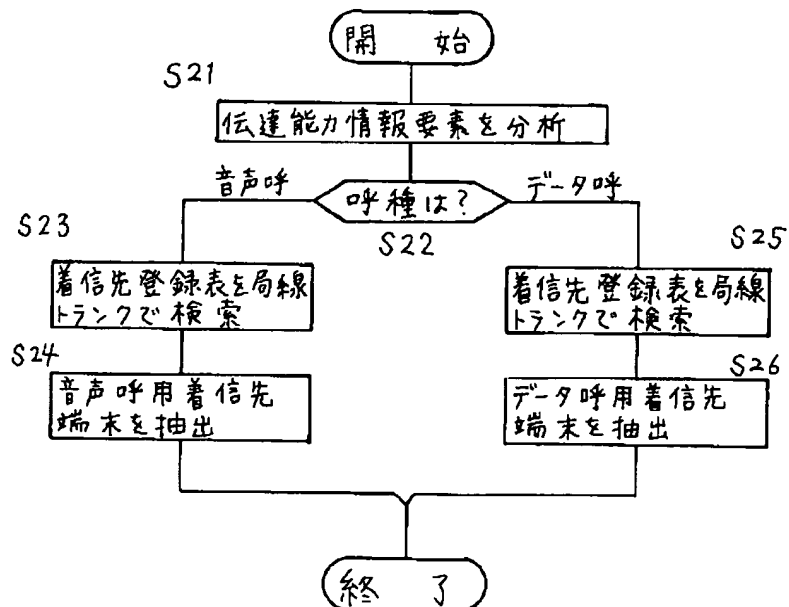 開 始
S21
伝達能力情報要素を分析
音声呼
呼種は?
データ呼
S22
S23
着信先登録表を局線
トランクで検索
S24
音声呼用着信先
端末を抽出
S25
着信先登録表を局線
トランクで検索
S26
データ呼用着信先
端末を抽出
終 了